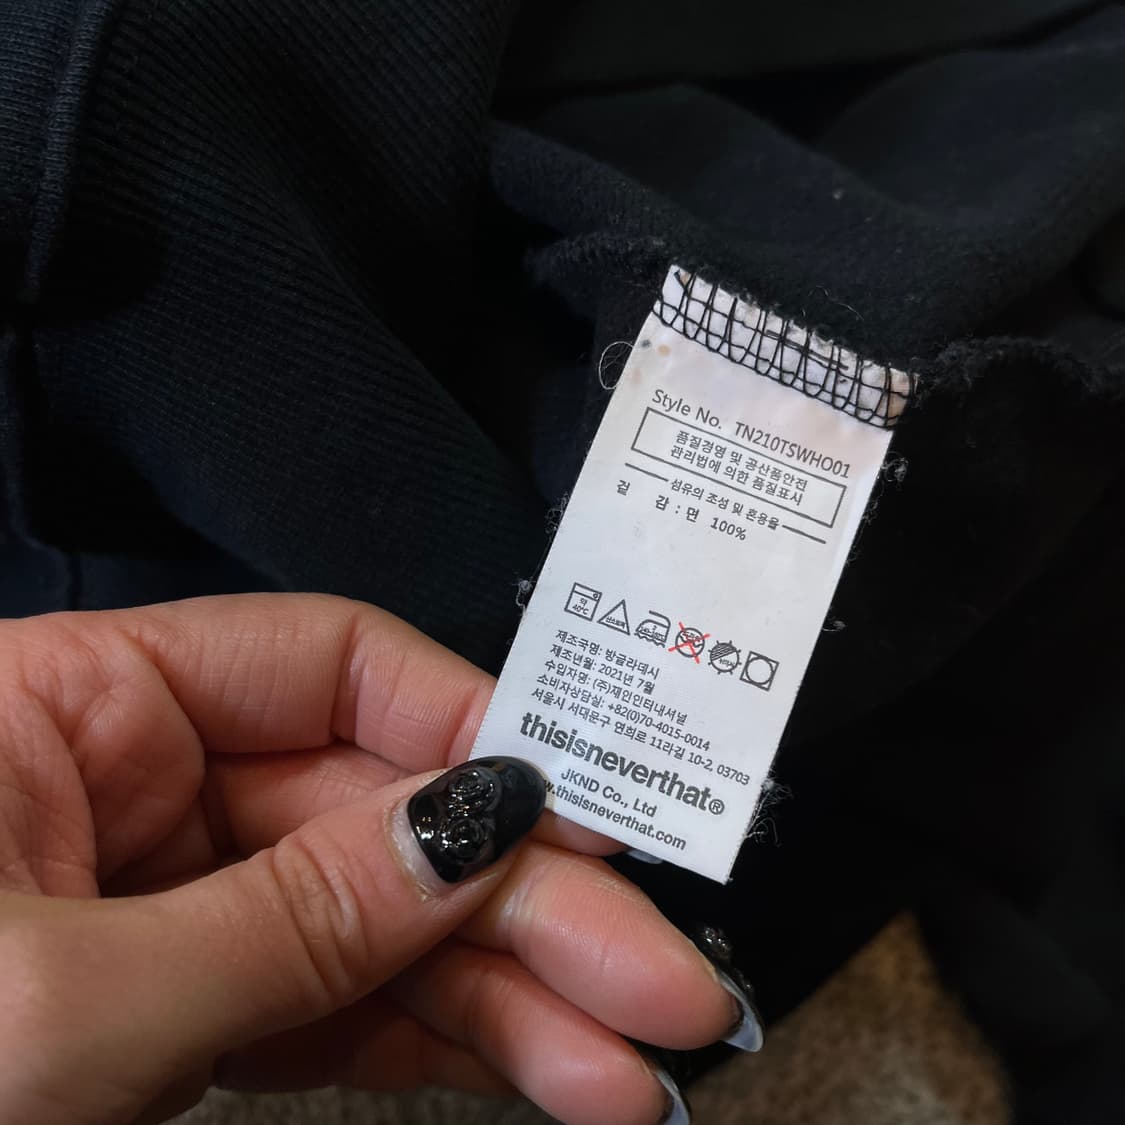 Style No. TN210TSWHO01
품질경영 및 공산품안전
관리법에 의한 품질표시
섬유의 조성 및 혼용율
겉 감 : 면 100%
약 40℃
제조국명: 방글라데시
제조년월: 2021년 7월
수입자명: (주)재인인터내셔널
소비자상담실: +82(0)70-4015-0014
서울시 서대문구 연희로 11라길 10-2, 03703
thisisneverthat®
JKND Co., Ltd
w.thisisneverthat.com